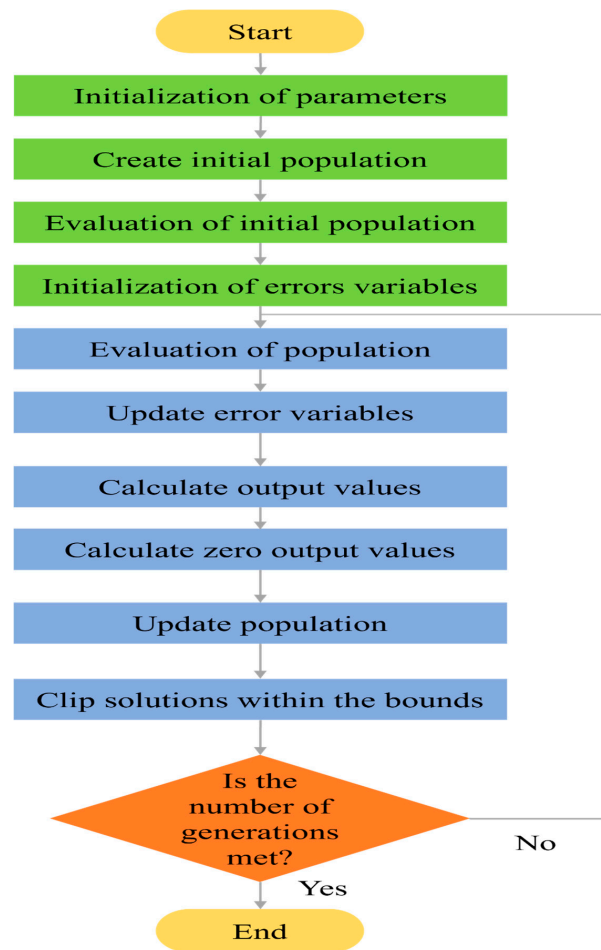 Start
Initialization of parameters
Create initial population
Evaluation of initial population
Initialization of errors variables
Evaluation of population
Update error variables
Calculate output values
Calculate zero output values
Update population
Clip solutions within the bounds
Is the
number of
generations
met?
No
Yes
End